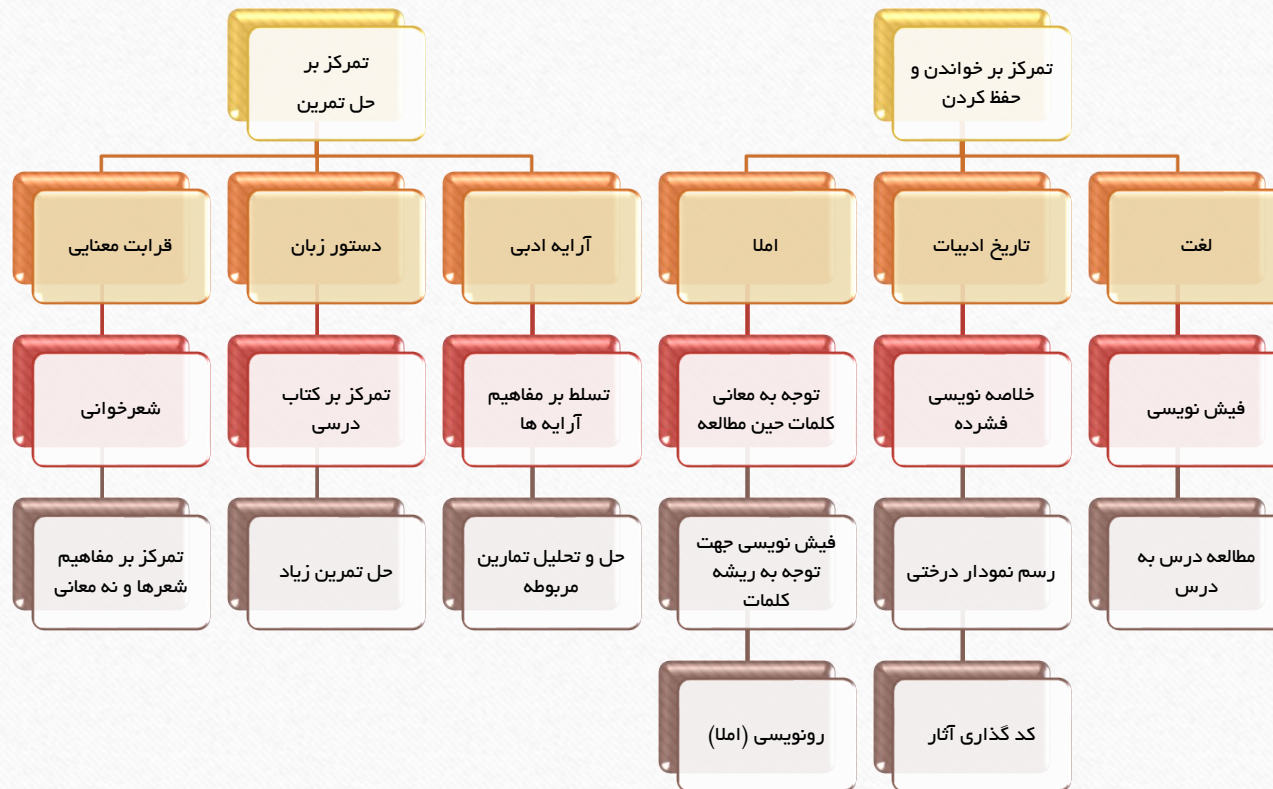 تمرکز بر خواندن و
حفظ کردن
لغت
فیش نویسی
مطالعه درس به
درس
تاریخ ادبیات
خلاصه نویسی
فشرده
رسم نمودار درختی
کد گذاری آثار
املا
توجه به معانی
کلمات حین مطالعه
فیش نویسی جهت
توجه به ریشه
کلمات
رونویسی (املا)
تمرکز بر
حل تمرین
آرایه ادبی
تسلط بر مفاهیم
آرایه ها
حل و تحلیل تمارین
مربوطه
دستور زبان
تمرکز بر کتاب
درسی
حل تمرین زیاد
قرابت معنایی
شعرخوانی
تمرکز بر مفاهیم
شعرها و نه معانی